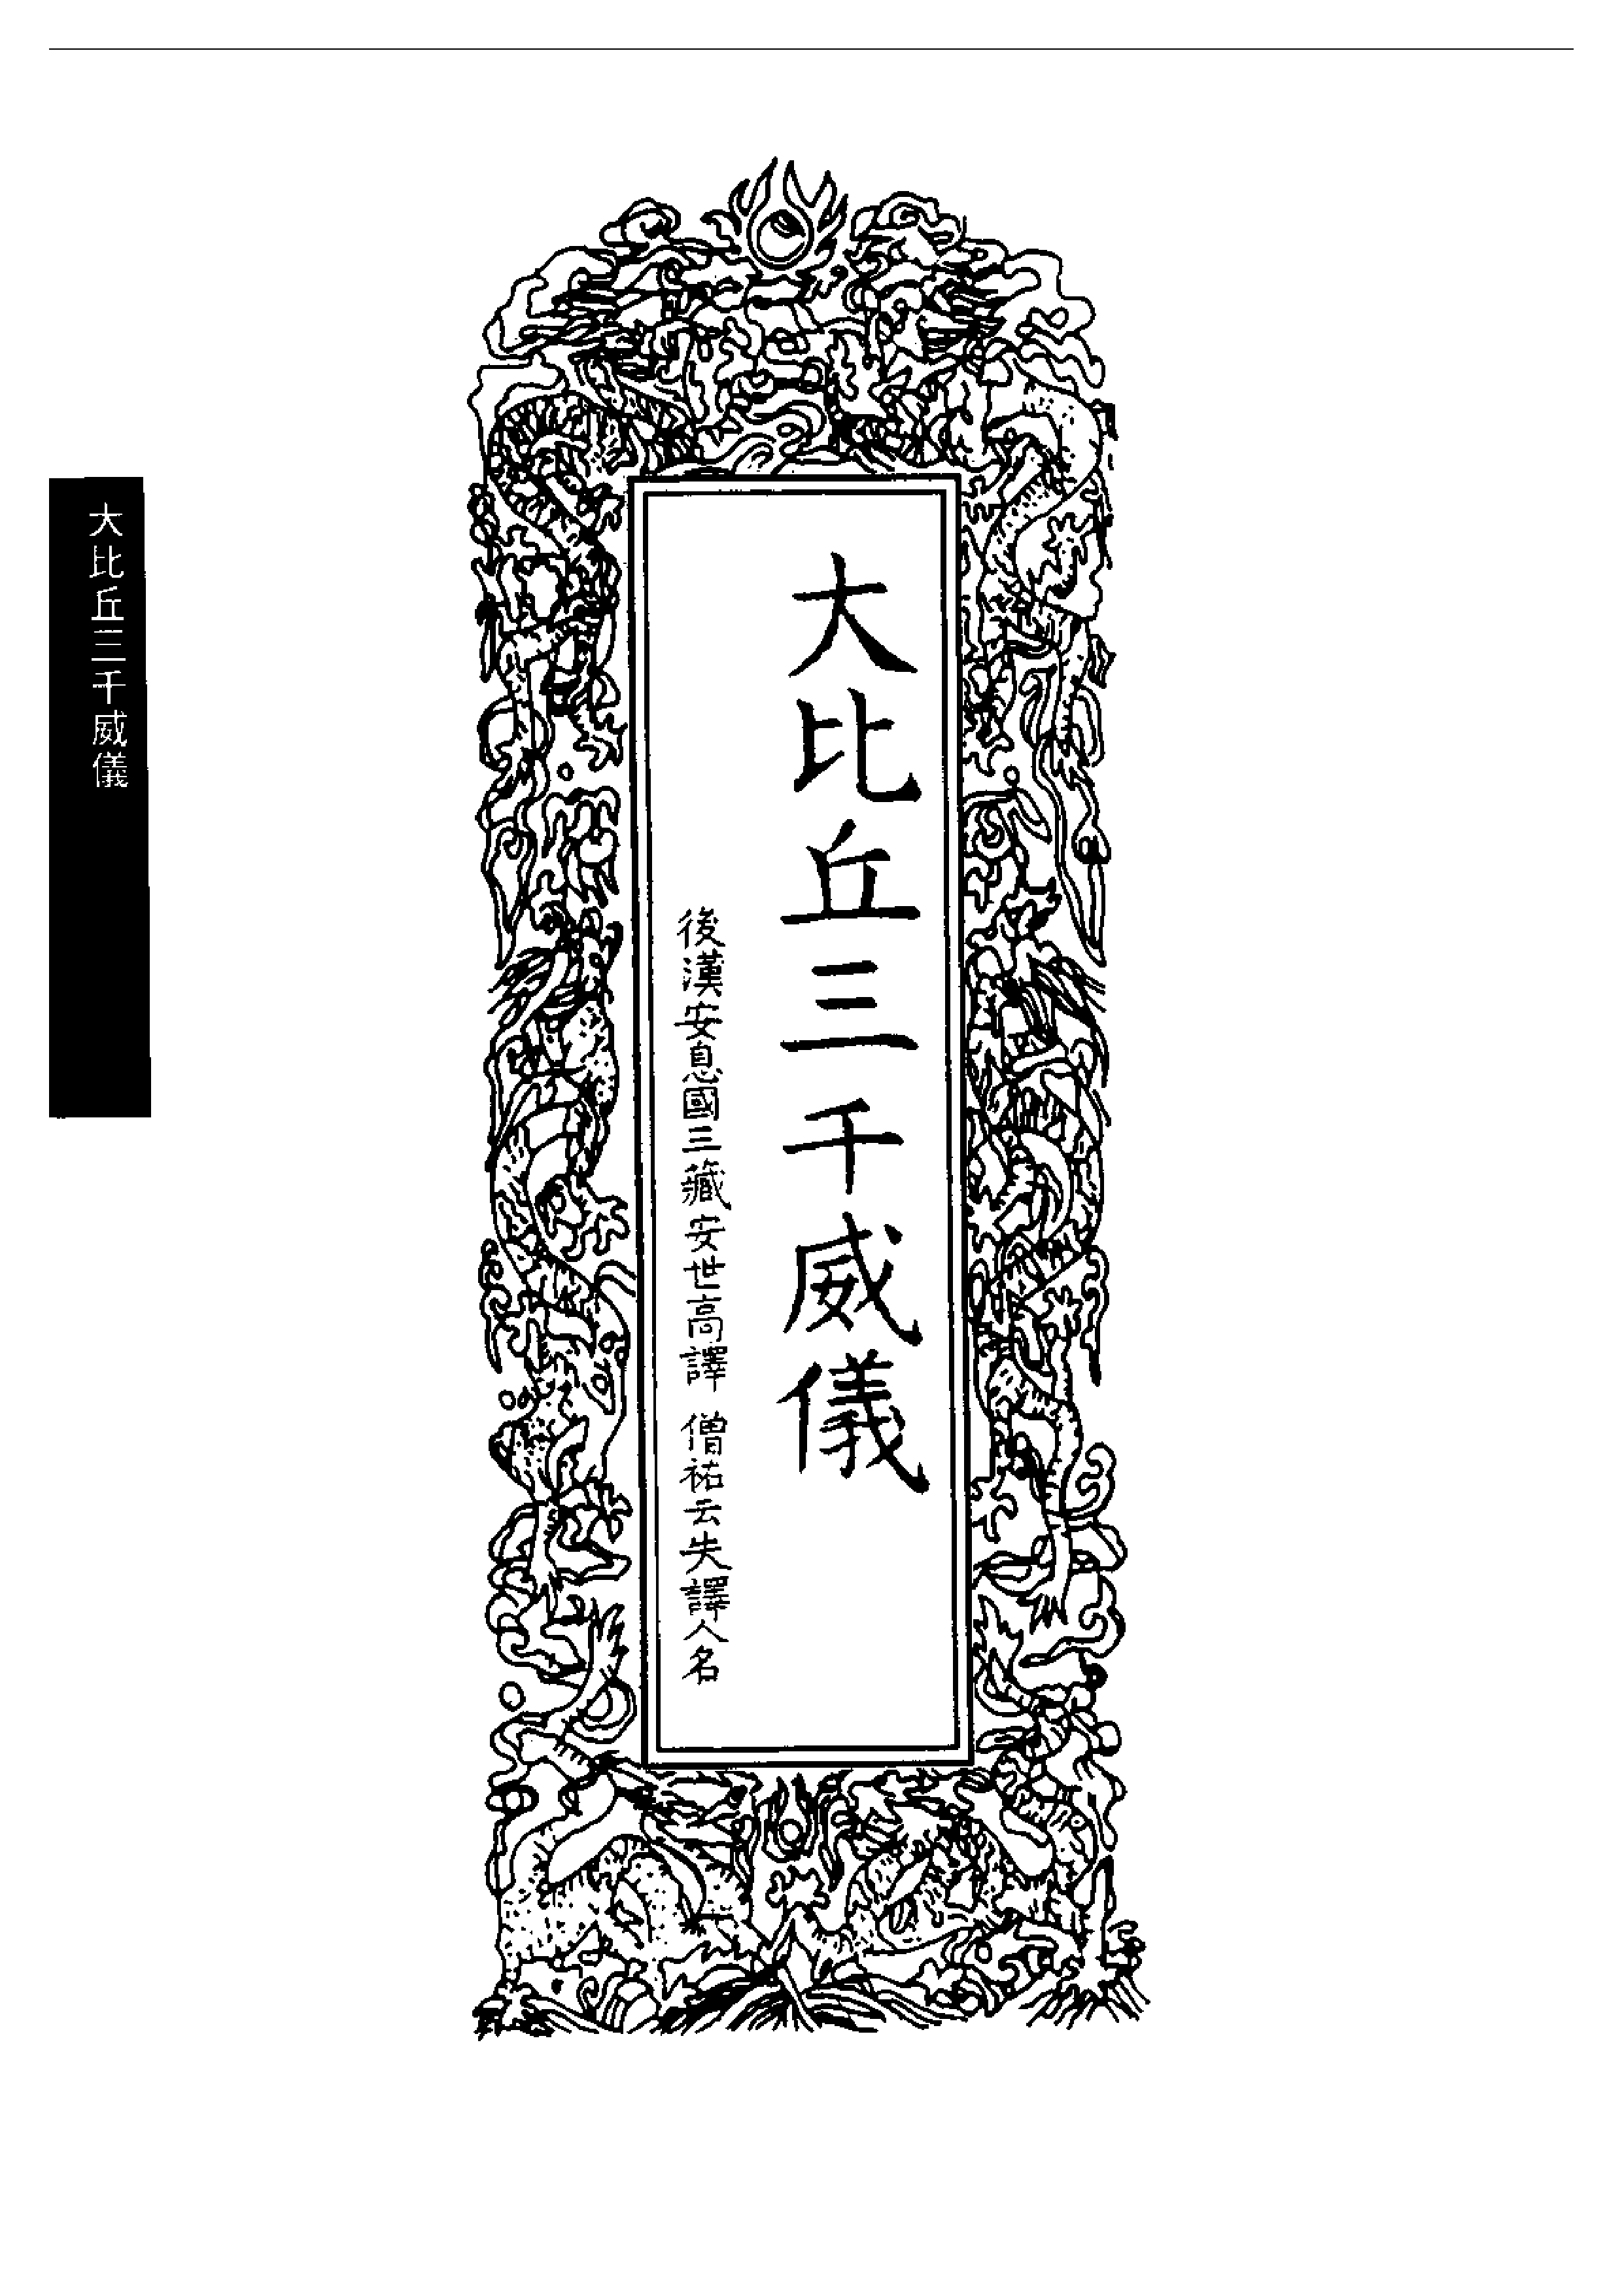 大比丘三千威儀
後漢安息國三藏安世高譯 僧祐云失譯人名
大比丘三千威儀